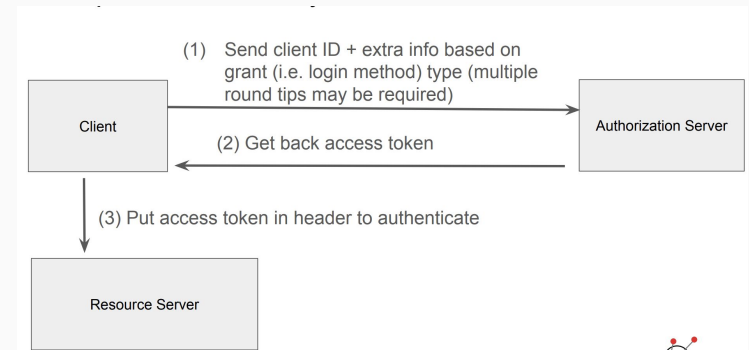 (1) Send client ID + extra info based on
grant (i.e. login method) type (multiple
round tips may be required)
Client
Authorization Server
(2) Get back access token
(3) Put access token in header to authenticate
Resource Server